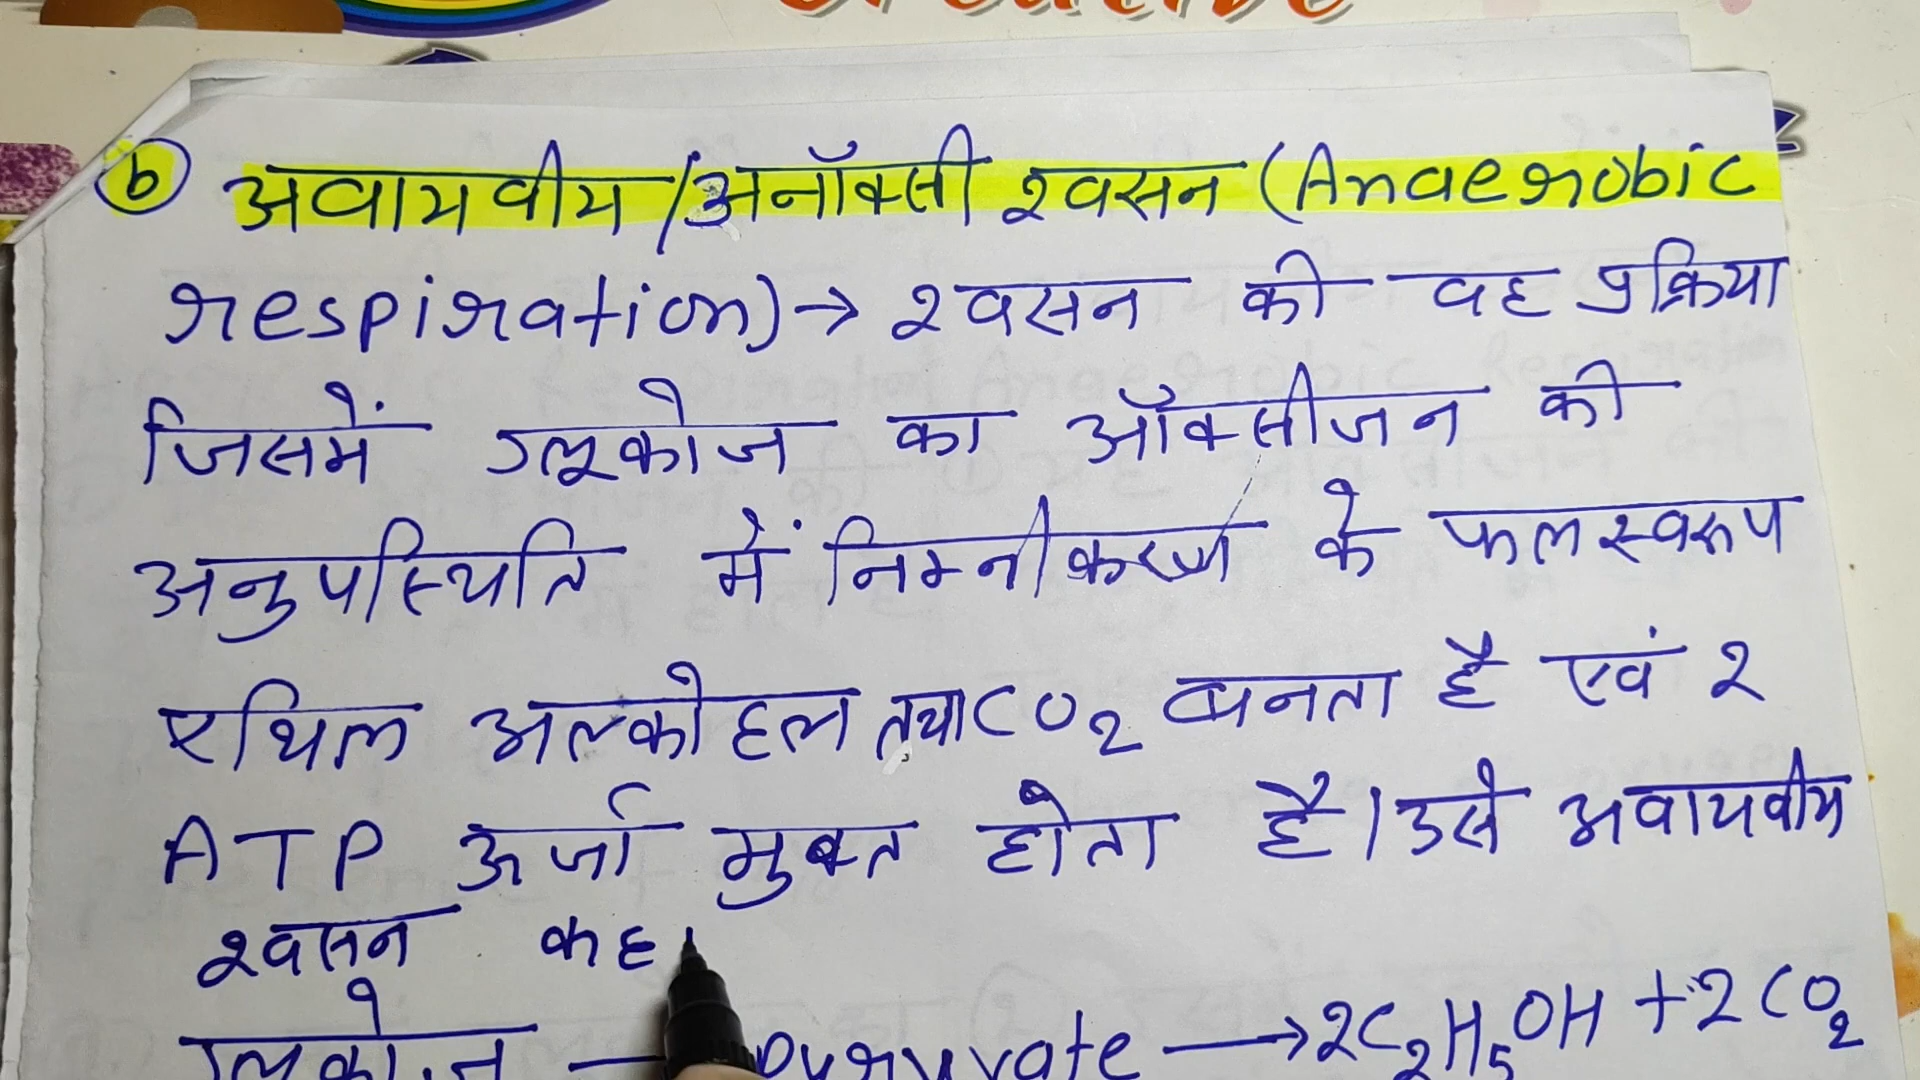 Creative
b अवायवीय/अनॉक्सी श्वसन (Anaerobic
respiration)→ श्वसन की वह प्रक्रिया
जिसमें ग्लूकोज का ऑक्सीजन की
अनुपस्थिति में निम्नीकरण के फलस्वरूप
एथिल अल्कोहल तथा CO₂ बनता है एवं 2
ATP ऊर्जा मुक्त होता है। उसे अवायवीय
श्वसन कह
ग्लूकोज → pyruvate → 2C₂H₅OH + 2CO₂